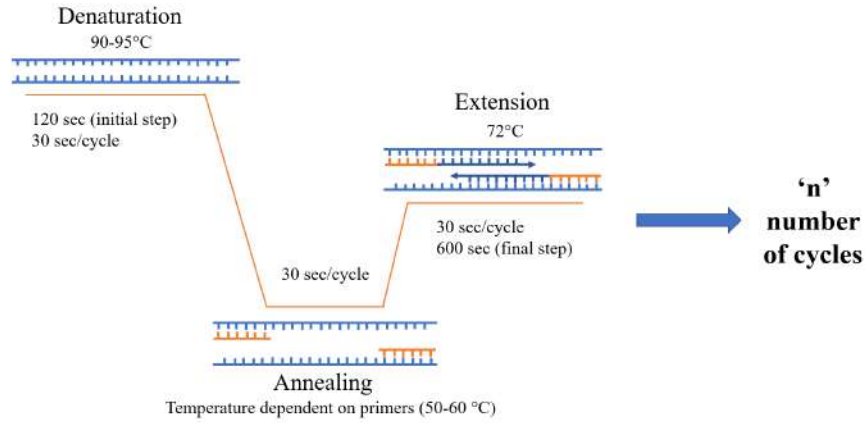 Denaturation
90-95°C
120 sec (initial step)
30 sec/cycle
Extension
72°C
30 sec/cycle
600 sec (final step)
30 sec/cycle
Annealing
Temperature dependent on primers (50-60 °C)
‘n’
number
of cycles